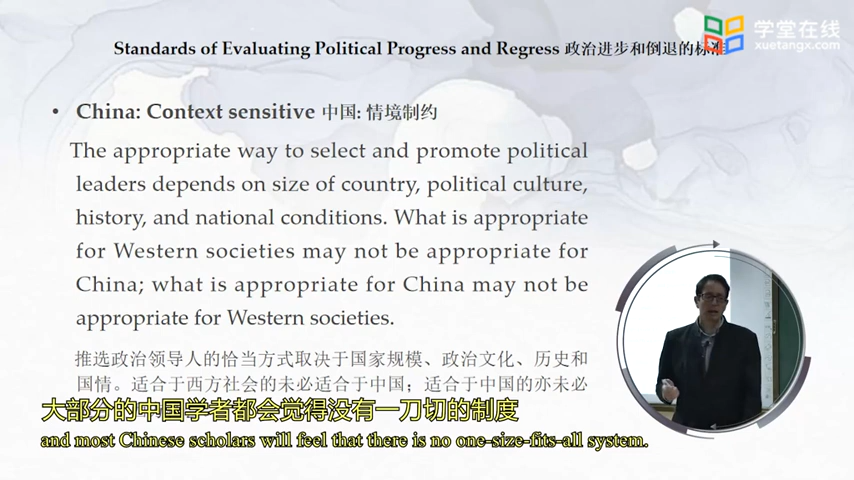 学堂在线
xuetangx.com
Standards of Evaluating Political Progress and Regress 政治进步和倒退的标准
• China: Context sensitive 中国: 情境制约
The appropriate way to select and promote political
leaders depends on size of country, political culture,
history, and national conditions. What is appropriate
for Western societies may not be appropriate for
China; what is appropriate for China may not be
appropriate for Western societies.
推选政治领导人的恰当方式取决于国家规模、政治文化、历史和
国情。适合于西方社会的未必适合于中国；适合于中国的亦未必
大部分的中国学者都会觉得没有一刀切的制度
and most Chinese scholars will feel that there is no one-size-fits-all system.